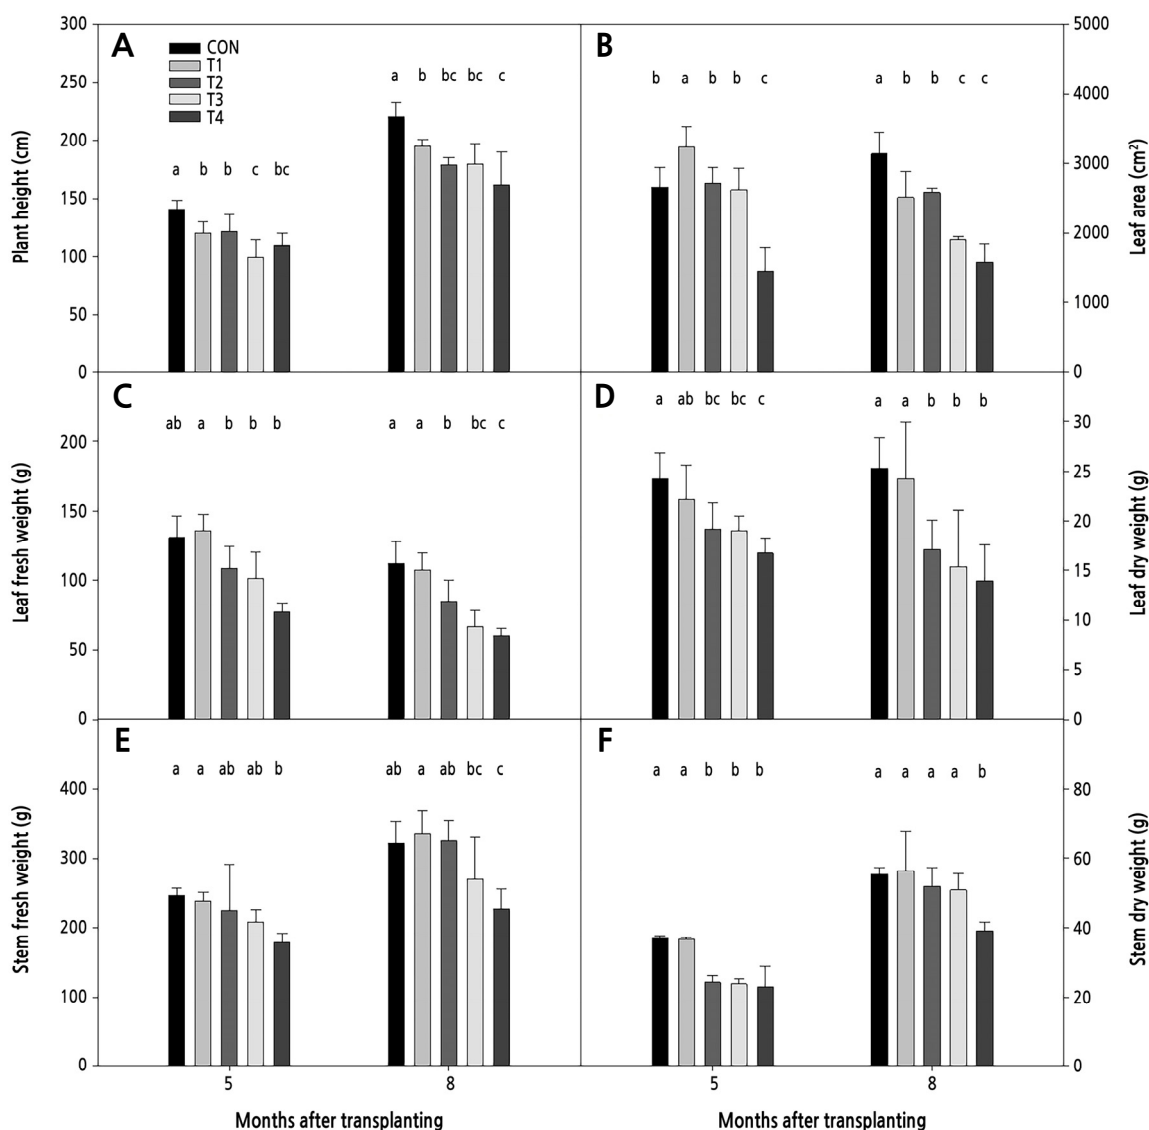 A
CON
T1
T2
T3
T4
Plant height (cm)
300
250
200
150
100
50
0
a b b c bc
a b bc bc c
B
Leaf area (cm²)
5000
4000
3000
2000
1000
0
b a b b c
a b b c c
C
Leaf fresh weight (g)
200
150
100
50
0
ab a b b b
a a b bc c
D
Leaf dry weight (g)
30
25
20
15
10
5
0
a ab bc bc c
a a b b b
E
Stem fresh weight (g)
400
300
200
100
0
a a ab ab b
ab a ab bc c
5 8
Months after transplanting
F
Stem dry weight (g)
80
60
40
20
0
a a b b b
a a a a b
5 8
Months after transplanting